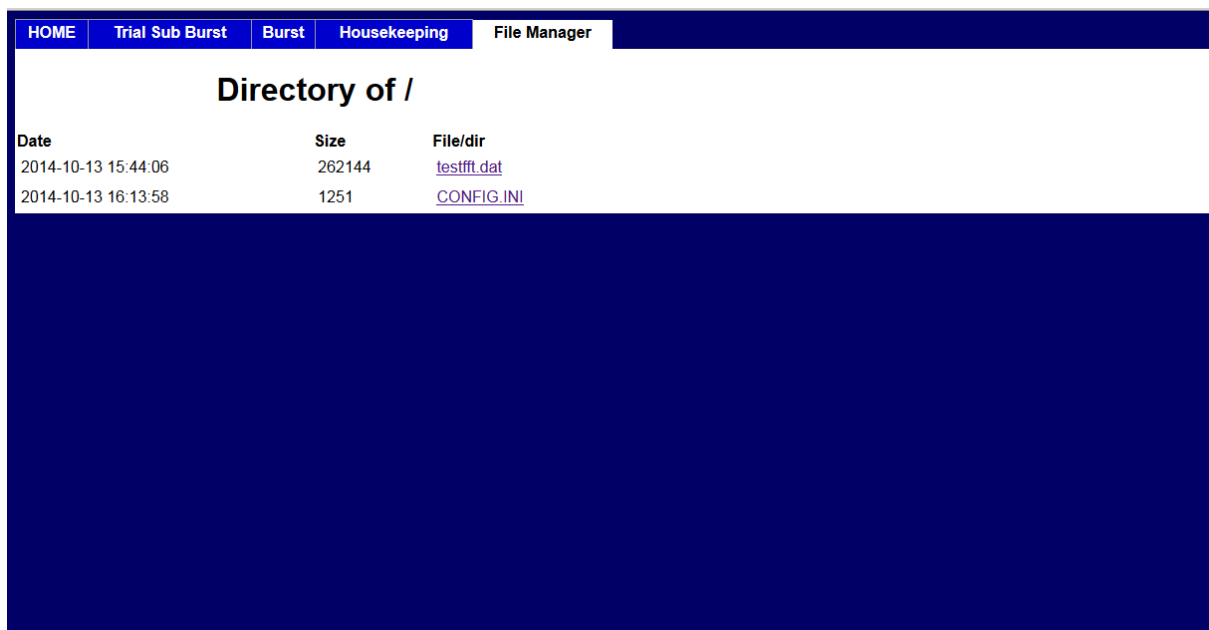 HOME Trial Sub Burst Burst Housekeeping File Manager
Directory of /
Date Size File/dir
2014-10-13 15:44:06 262144 testfft.dat
2014-10-13 16:13:58 1251 CONFIG.INI